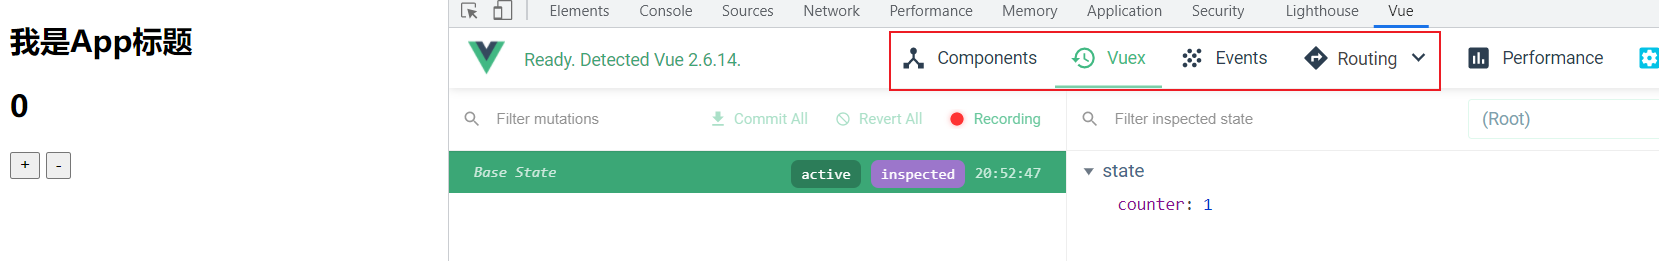 我是App标题
0
+ -
Elements Console Sources Network Performance Memory Application Security Lighthouse Vue
Ready. Detected Vue 2.6.14.
Components Vuex Events Routing Performance
Filter mutations Commit All Revert All Recording
Filter inspected state (Root)
Base State active inspected 20:52:47
state
counter: 1